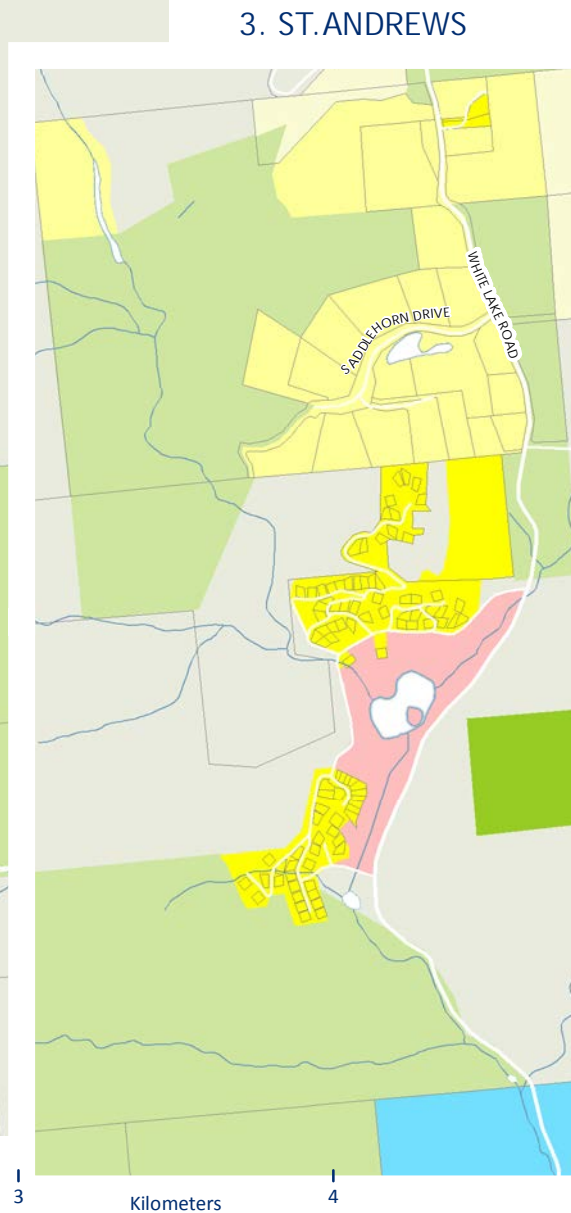 3. ST.ANDREWS
WHITE LAKE ROAD
SADDLEHORN DRIVE
3
4
Kilometers